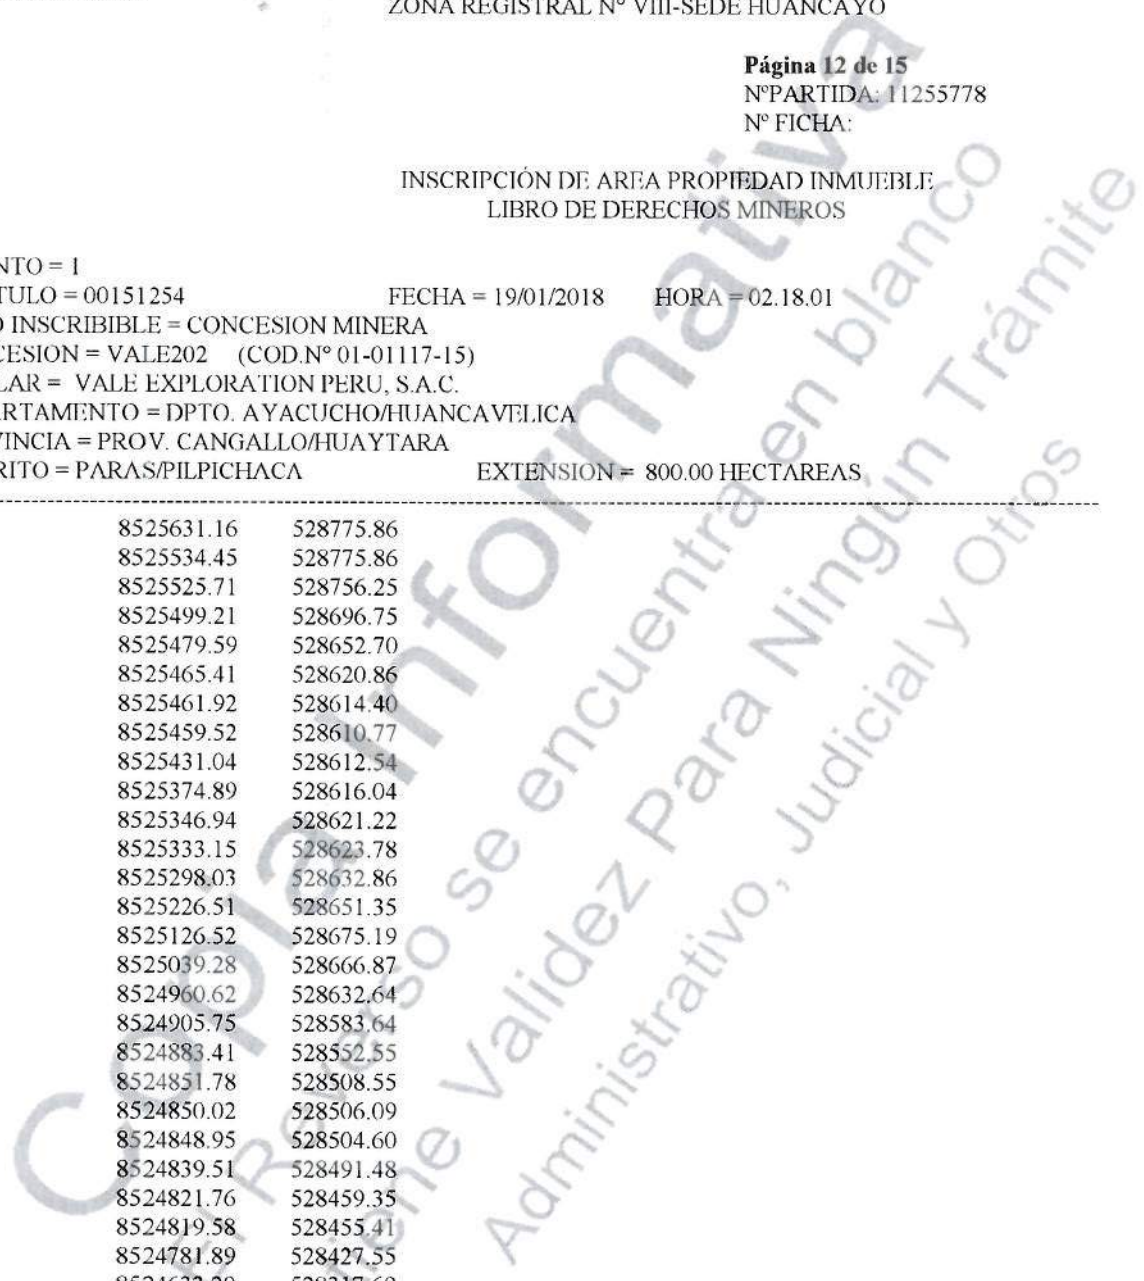 ZONA REGISTRAL Nº VIII-SEDE HUANCAYO
Página 12 de 15
NºPARTIDA: 11255778
Nº FICHA:
INSCRIPCIÓN DE AREA PROPIEDAD INMUEBLE
LIBRO DE DERECHOS MINEROS
NTO = 1
TULO = 00151254 FECHA = 19/01/2018 HORA = 02.18.01
O INSCRIBIBLE = CONCESION MINERA
CESION = VALE202 (COD.Nº 01-01117-15)
LAR = VALE EXPLORATION PERU, S.A.C.
ARTAMENTO = DPTO. AYACUCHO/HUANCAVELICA
VINCIA = PROV. CANGALLO/HUAYTARA
RITO = PARAS/PILPICHACA EXTENSION = 800.00 HECTAREAS
8525631.16 528775.86
8525534.45 528775.86
8525525.71 528756.25
8525499.21 528696.75
8525479.59 528652.70
8525465.41 528620.86
8525461.92 528614.40
8525459.52 528610.77
8525431.04 528612.54
8525374.89 528616.04
8525346.94 528621.22
8525333.15 528623.78
8525298.03 528632.86
8525226.51 528651.35
8525126.52 528675.19
8525039.28 528666.87
8524960.62 528632.64
8524905.75 528583.64
8524883.41 528552.55
8524851.78 528508.55
8524850.02 528506.09
8524848.95 528504.60
8524839.51 528491.48
8524821.76 528459.35
8524819.58 528455.41
8524781.89 528427.55
Copia Informativa
El Reverso se encuentra en blanco
tiene Validez Para Ningún Trámite
Administrativo, Judicial y Otros